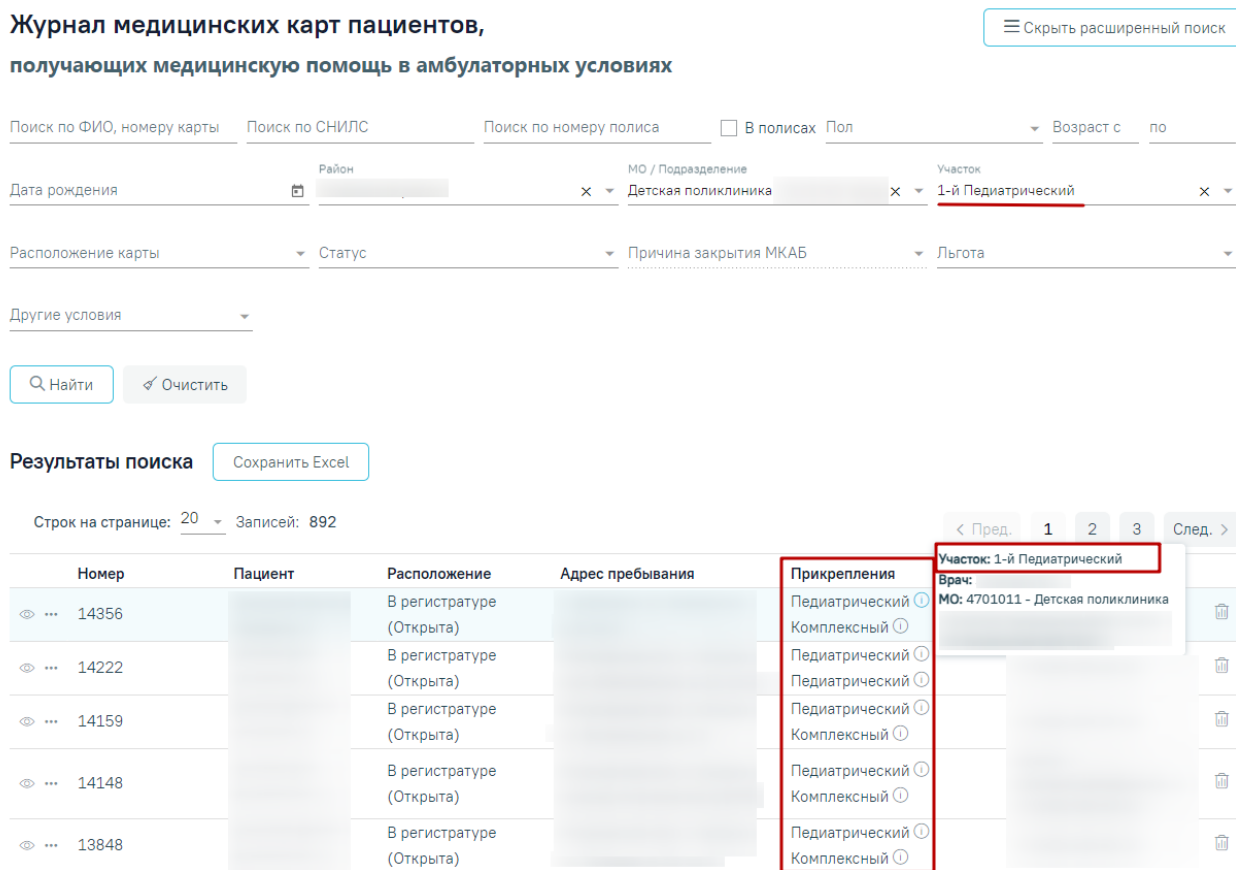 Журнал медицинских карт пациентов,
Скрыть расширенный поиск
получающих медицинскую помощь в амбулаторных условиях
Поиск по ФИО, номеру карты Поиск по СНИЛС Поиск по номеру полиса В полисах Пол Возраст с по
Район МО / Подразделение Участок
Дата рождения Детская поликлиника 1-й Педиатрический
Расположение карты Статус Причина закрытия МКАБ Льгота
Другие условия
Найти Очистить
Результаты поиска Сохранить Excel
Строк на странице: 20 Записей: 892
< Пред. 1 2 3 След. >
Номер Пациент Расположение Адрес пребывания Прикрепления
Участок: 1-й Педиатрический
Врач:
МО: 4701011 - Детская поликлиника
14356 В регистратуре (Открыта) Педиатрический Комплексный
14222 В регистратуре (Открыта) Педиатрический Педиатрический
14159 В регистратуре (Открыта) Педиатрический Комплексный
14148 В регистратуре (Открыта) Педиатрический Комплексный
13848 В регистратуре (Открыта) Педиатрический Комплексный